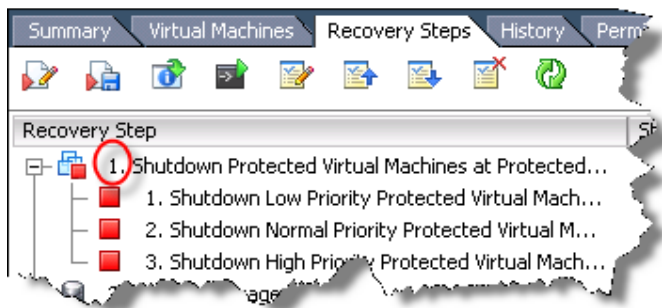 Summary Virtual Machines Recovery Steps History
Recovery Step
1. Shutdown Protected Virtual Machines at Protected...
1. Shutdown Low Priority Protected Virtual Mach...
2. Shutdown Normal Priority Protected Virtual M...
3. Shutdown High Priority Protected Virtual Mach...